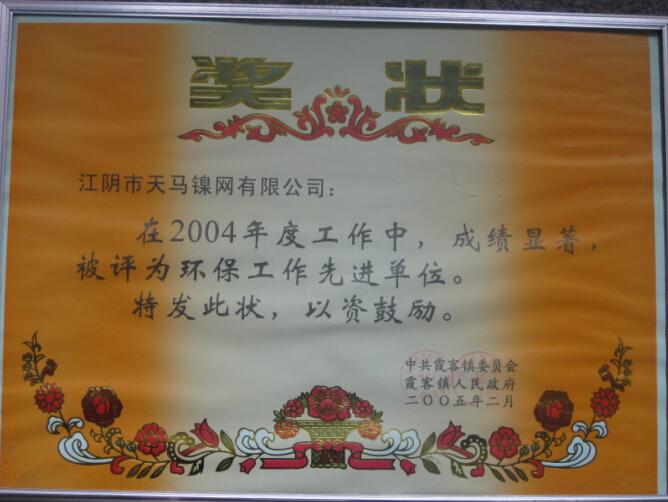 奖状
江阴市天马镍网有限公司：
在2004年度工作中，成绩显著，
被评为环保工作先进单位。
特发此状，以资鼓励。
中共霞客镇委员会
霞客镇人民政府
二〇〇五年二月